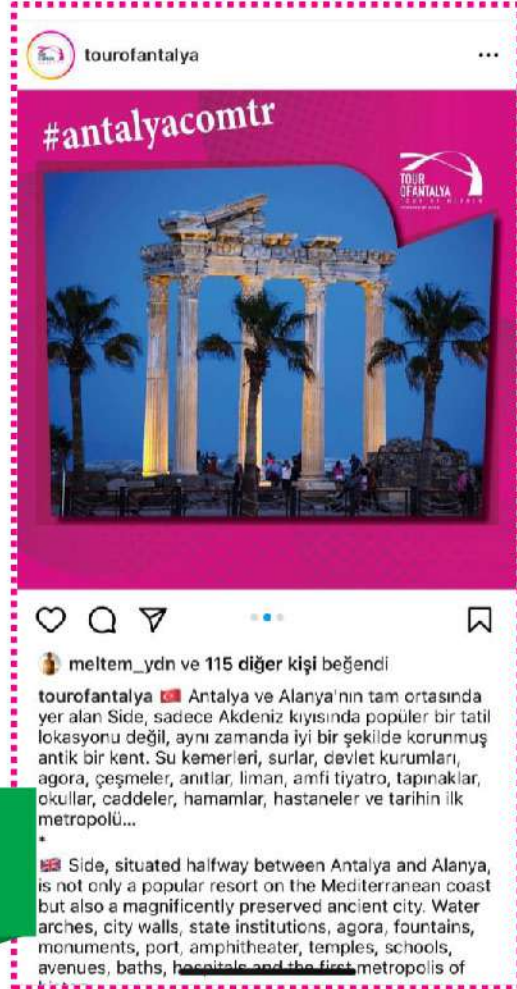 tourofantalya
#antalyacomtr
TOUR
OFANTALYA
meltem_ydn ve 115 diğer kişi beğendi
tourofantalya 🇹🇷 Antalya ve Alanya'nın tam ortasında
yer alan Side, sadece Akdeniz kıyısında popüler bir tatil
lokasyonu değil, aynı zamanda iyi bir şekilde korunmuş
antik bir kent. Su kemerleri, surlar, devlet kurumları,
agora, çeşmeler, anıtlar, liman, amfi tiyatro, tapınaklar,
okullar, caddeler, hamamlar, hastaneler ve tarihin ilk
metropolü...
*
🇬🇧 Side, situated halfway between Antalya and Alanya,
is not only a popular resort on the Mediterranean coast
but also a magnificently preserved ancient city. Water
arches, city walls, state institutions, agora, fountains,
monuments, port, amphitheater, temples, schools,
avenues, baths, hospitals and the first metropolis of